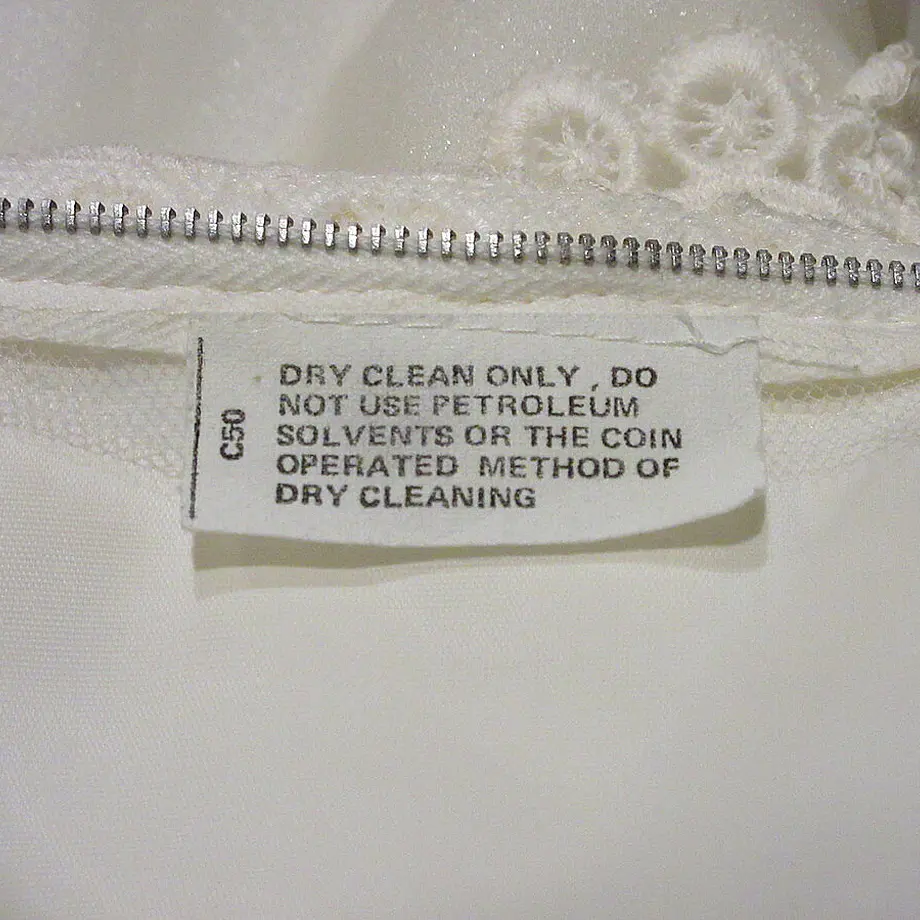 C50
DRY CLEAN ONLY , DO
NOT USE PETROLEUM
SOLVENTS OR THE COIN
OPERATED METHOD OF
DRY CLEANING